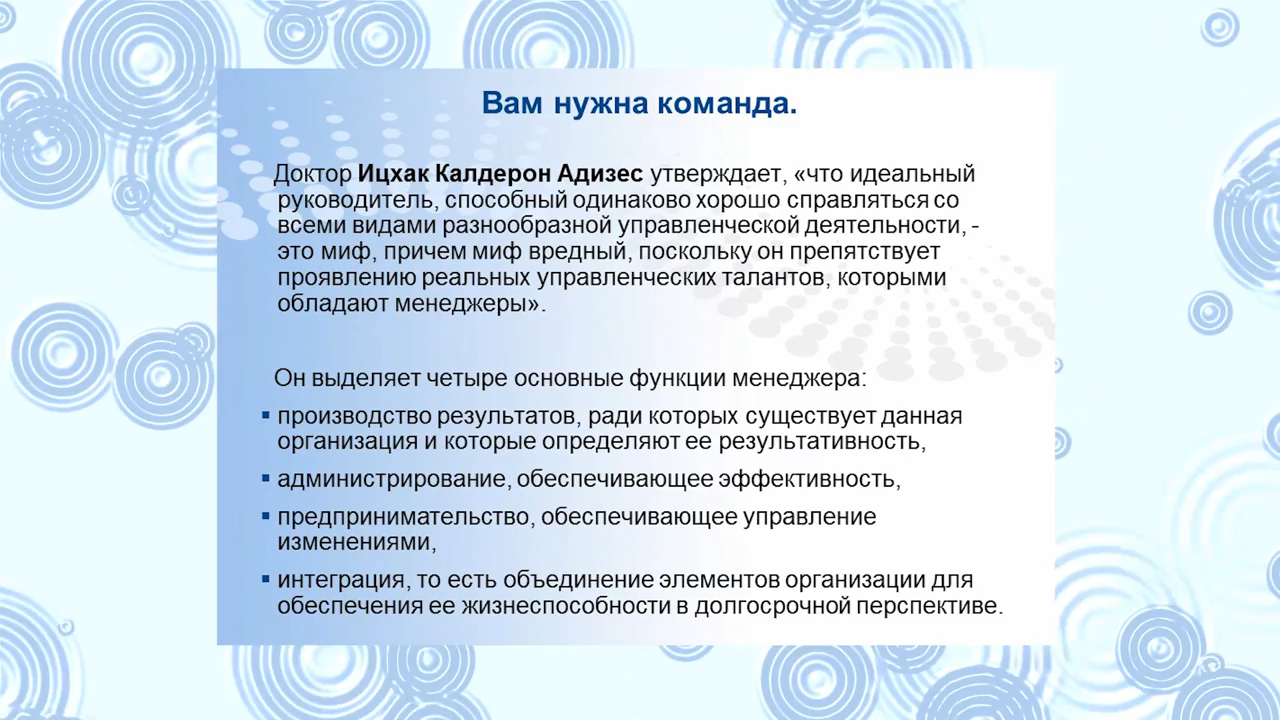 Вам нужна команда.
Доктор Ицхак Калдерон Адизес утверждает, «что идеальный
руководитель, способный одинаково хорошо справляться со
всеми видами разнообразной управленческой деятельности, -
это миф, причем миф вредный, поскольку он препятствует
проявлению реальных управленческих талантов, которыми
обладают менеджеры».
Он выделяет четыре основные функции менеджера:
▪ производство результатов, ради которых существует данная
организация и которые определяют ее результативность,
▪ администрирование, обеспечивающее эффективность,
▪ предпринимательство, обеспечивающее управление
изменениями,
▪ интеграция, то есть объединение элементов организации для
обеспечения ее жизнеспособности в долгосрочной перспективе.